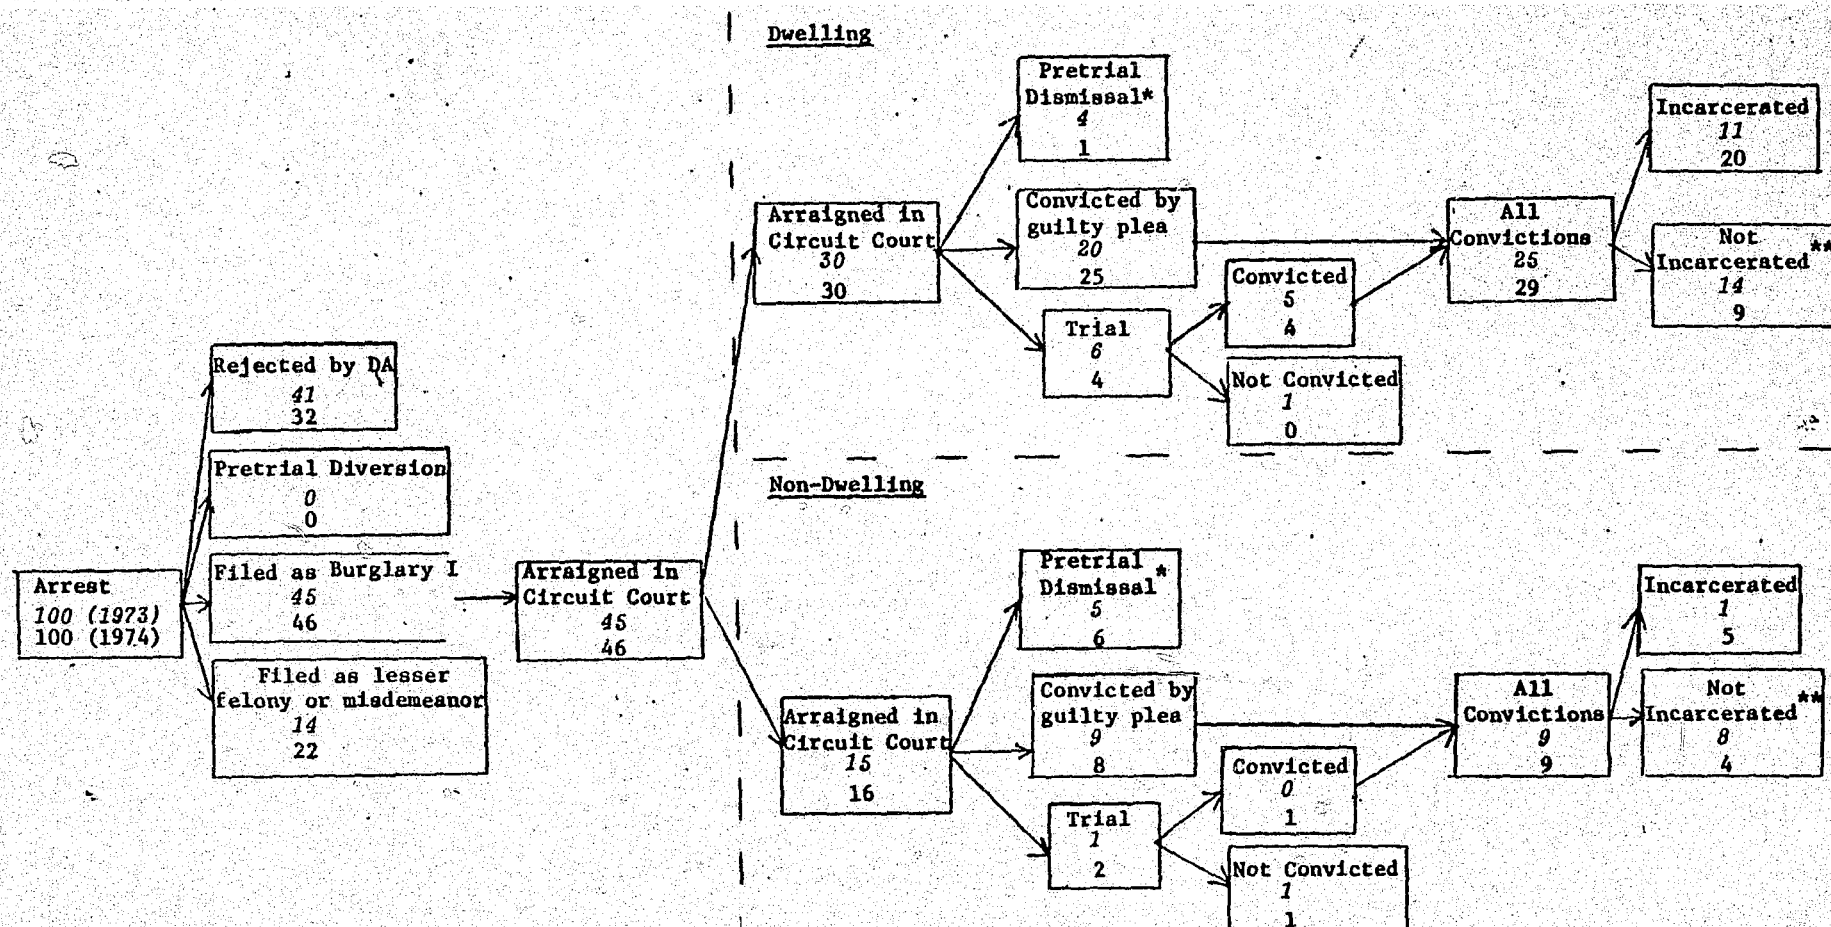 Dwelling
Pretrial
Dismissal*
4
1
Incarcerated
11
20
Arraigned in
Circuit Court
30
30
Convicted by
guilty plea
20
25
All
Convictions
25
29
Not
Incarcerated**
14
9
Convicted
5
4
Trial
6
4
Not Convicted
1
0
Rejected by DA
41
32
Pretrial Diversion
0
0
Filed as Burglary I
45
46
Filed as lesser
felony or misdemeanor
14
22
Arrest
100 (1973)
100 (1974)
Arraigned in
Circuit Court
45
46
Non-Dwelling
Pretrial
Dismissal*
5
6
Incarcerated
1
5
Arraigned in
Circuit Court
15
16
Convicted by
guilty plea
9
8
All
Convictions
9
9
Not
Incarcerated**
8
4
Convicted
0
1
Trial
1
2
Not Convicted
1
1